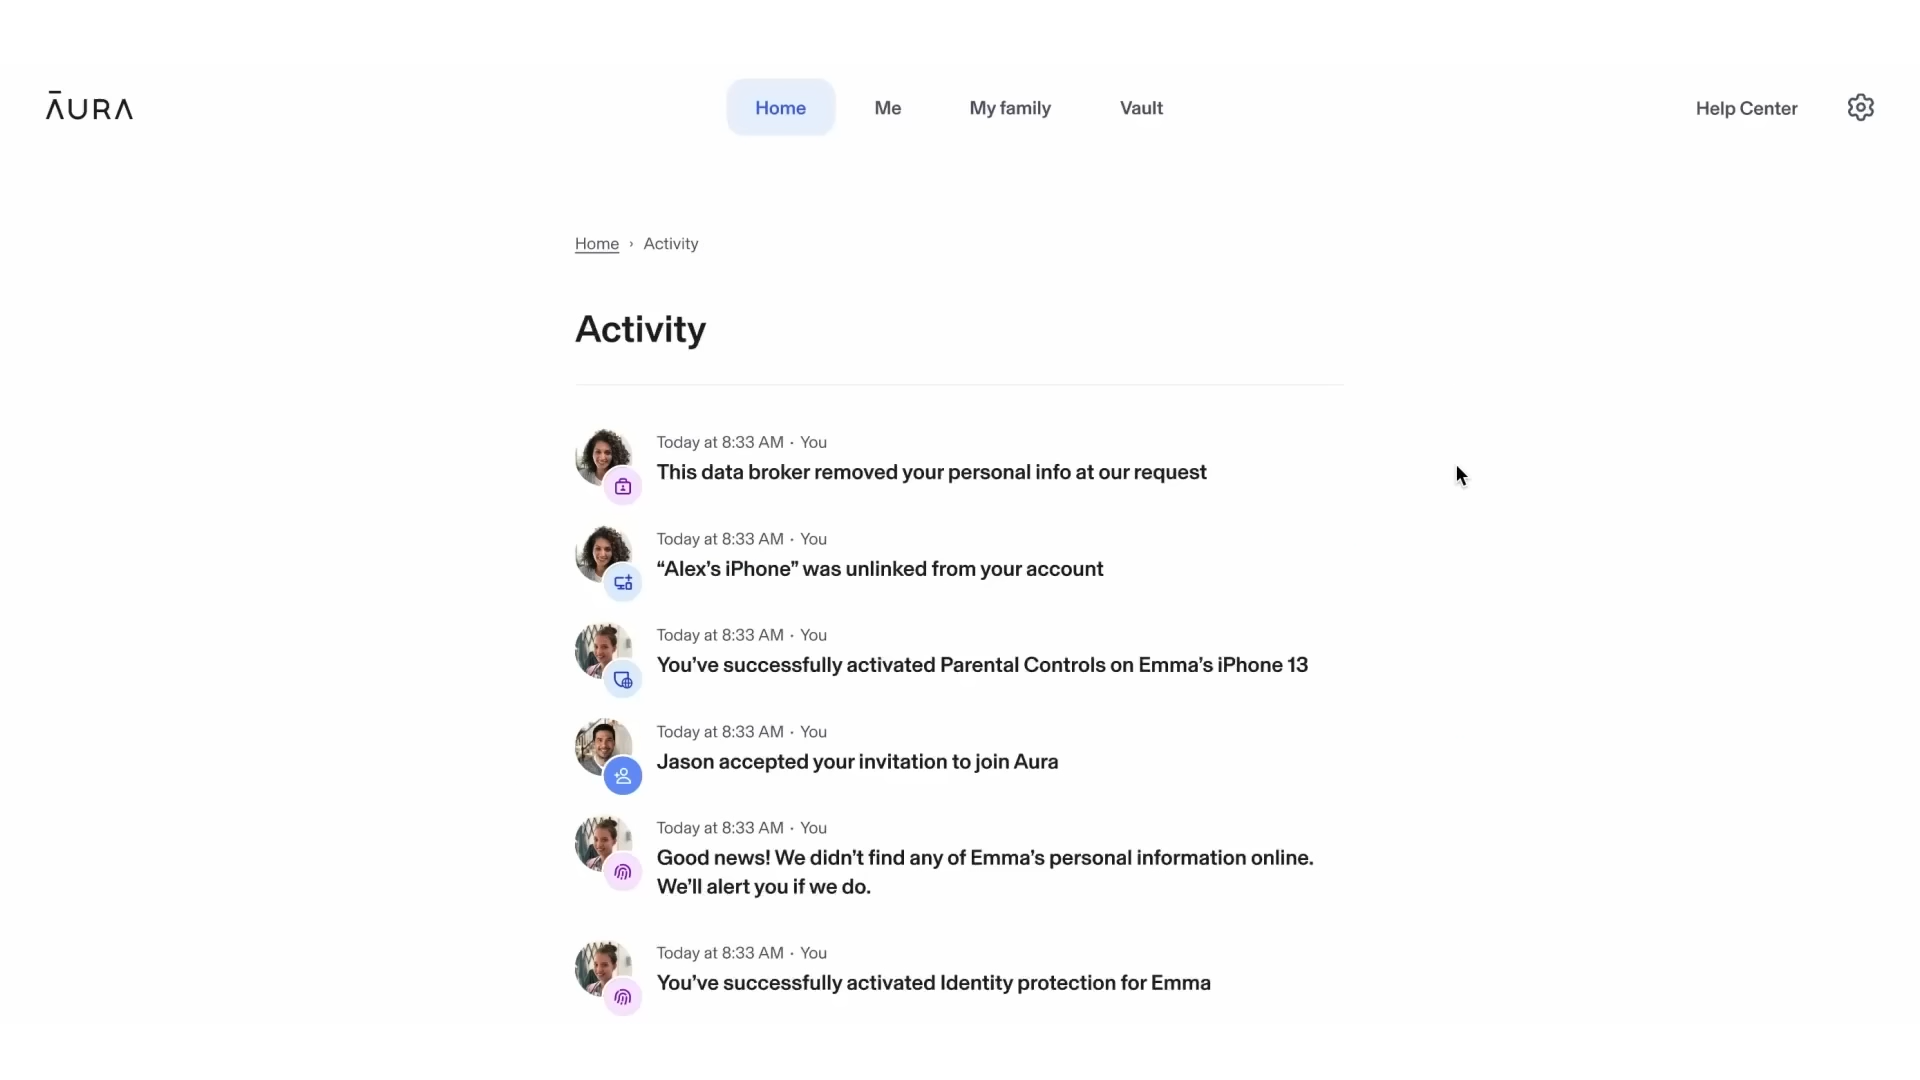 ĀURA
Home
Me
My family
Vault
Help Center
Home › Activity
Activity
Today at 8:33 AM · You
This data broker removed your personal info at our request
Today at 8:33 AM · You
“Alex’s iPhone” was unlinked from your account
Today at 8:33 AM · You
You’ve successfully activated Parental Controls on Emma’s iPhone 13
Today at 8:33 AM · You
Jason accepted your invitation to join Aura
Today at 8:33 AM · You
Good news! We didn’t find any of Emma’s personal information online.
We’ll alert you if we do.
Today at 8:33 AM · You
You’ve successfully activated Identity protection for Emma